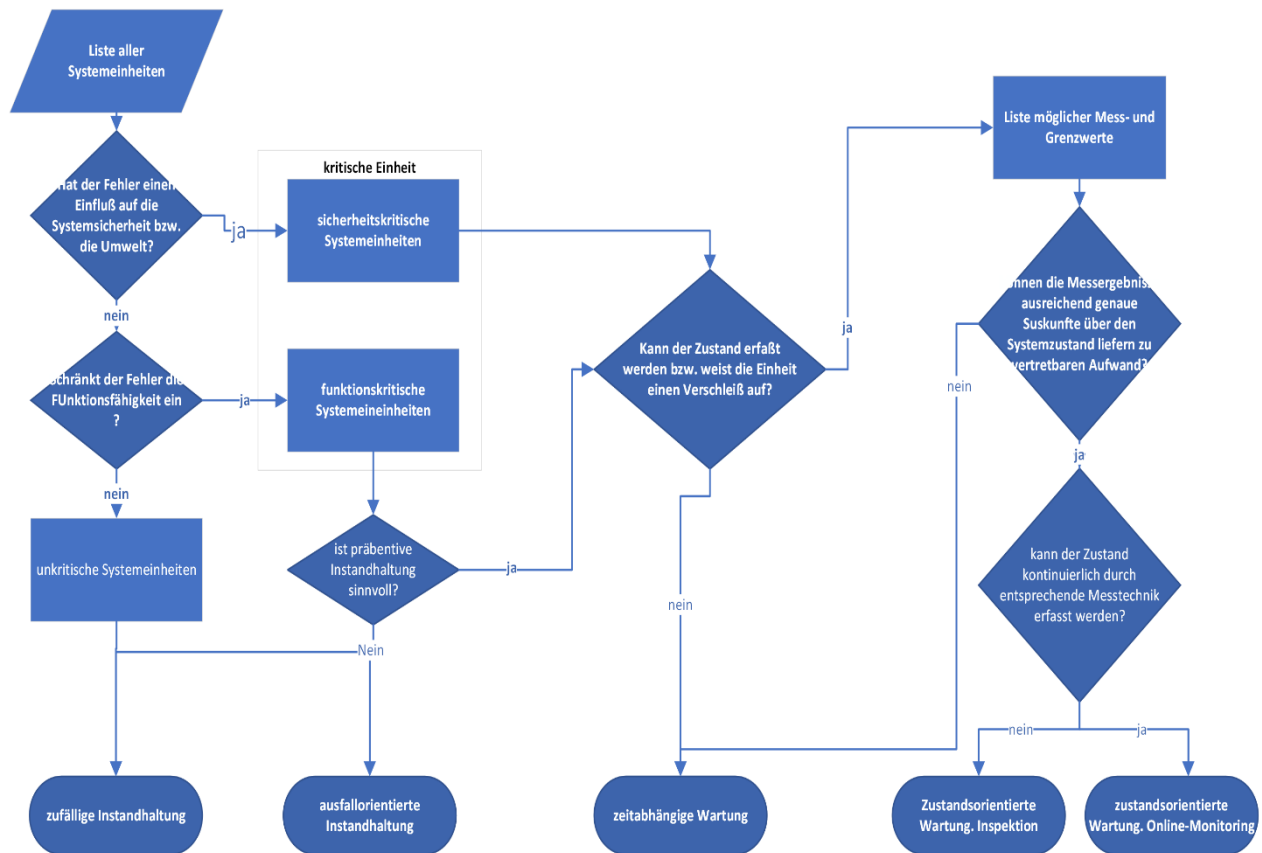 Liste aller
Systemeinheiten
Hat der Fehler einen
Einfluß auf die
Systemsicherheit bzw.
die Umwelt?
ja
nein
kritische Einheit
sicherheitskritische
Systemeinheiten
schränkt der Fehler die
FUnktionsfähigkeit ein
?
ja
nein
funktionskritische
Systemeineinheiten
unkritische Systemeinheiten
ist präbentive
Instandhaltung
sinnvoll?
ja
Nein
Kann der Zustand erfaßt
werden bzw. weist die Einheit
einen Verschleiß auf?
ja
nein
Liste möglicher Mess- und
Grenzwerte
die
ausreichend genaue
Suskunfte über den
Systemzustand liefern zu
vertretbaren Aufwand?
nein
ja
kann der Zustand
kontinuierlich durch
entsprechende Messtechnik
erfasst werden?
nein
ja
zufällige Instandhaltung
ausfallorientierte
Instandhaltung
zeitabhängige Wartung
Zustandsorientierte
Wartung. Inspektion
zustandsorientierte
Wartung. Online-Monitoring